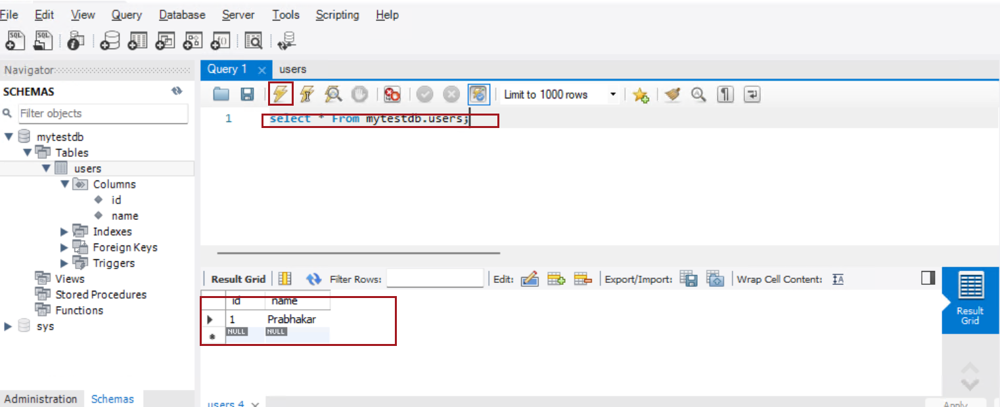 File Edit View Query Database Server Tools Scripting Help
SQL SQL
Navigator
SCHEMAS
Filter objects
mytestdb
Tables
users
Columns
id
name
Indexes
Foreign Keys
Triggers
Views
Stored Procedures
Functions
sys
Administration Schemas
Query 1 users
Limit to 1000 rows
1 select * From mytestdb.users;
Result Grid Filter Rows: Edit: Export/Import: Wrap Cell Content: IA
id name
1 Prabhakar
NULL NULL
Result
Grid
users 4
Apply